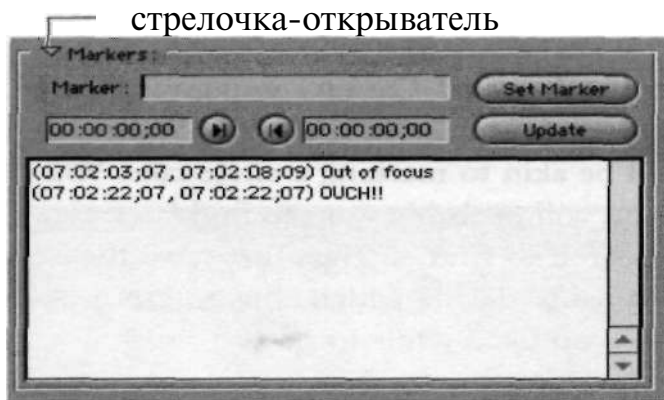 стрелочка-открыватель
Markers:
Marker: Set Marker
00:00:00;00 00:00:00;00 Update
(07:02:03;07, 07:02:08;09) Out of focus
(07:02:22;07, 07:02:22;07) OUCH!!